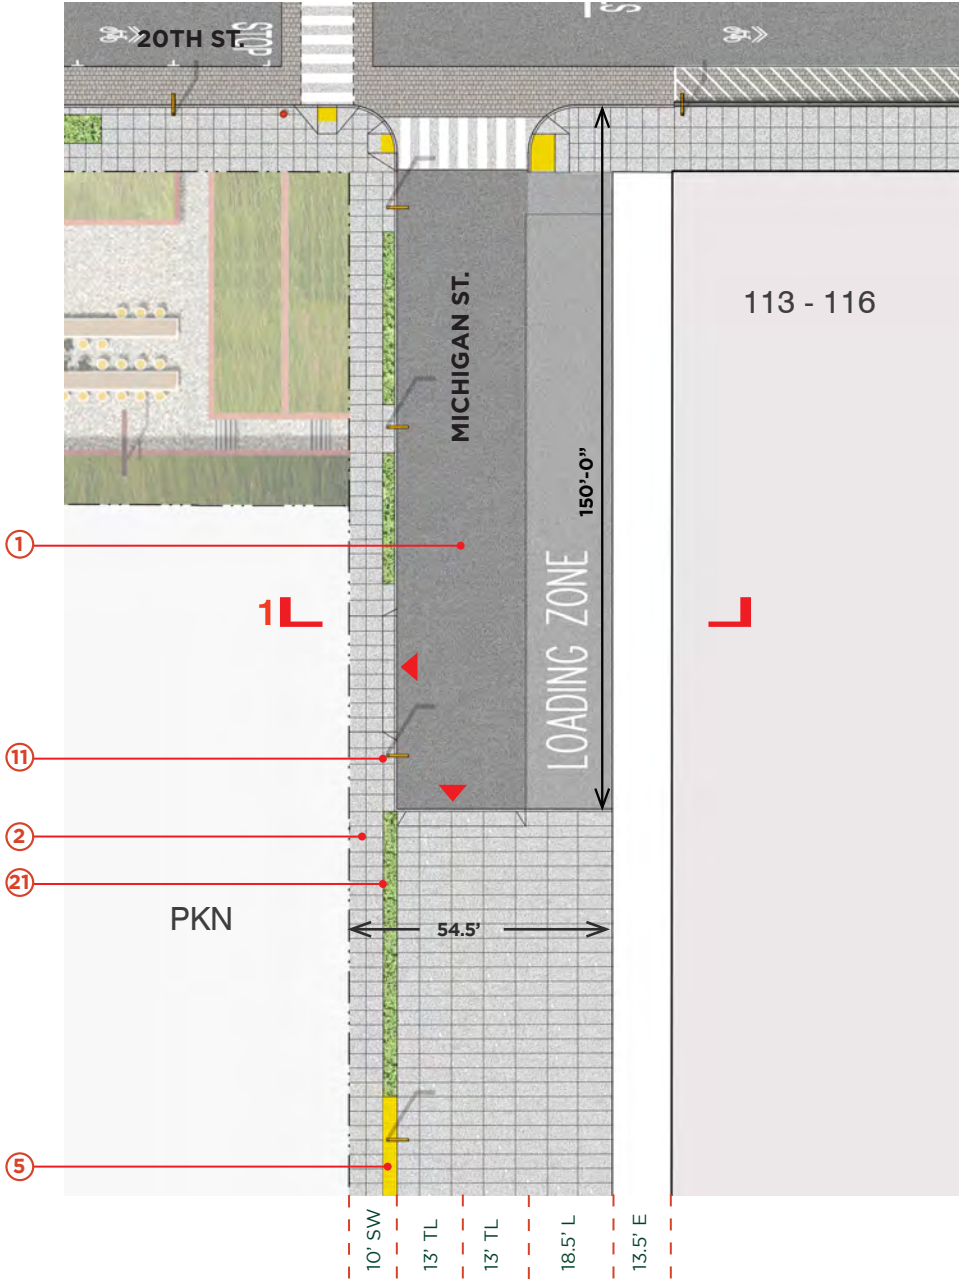 STOP
20TH ST.
113 - 116
MICHIGAN ST.
150'-0"
1
LOADING ZONE
1
11
2
21
PKN
54.5'
5
10' SW
13' TL
13' TL
18.5' L
13.5' E